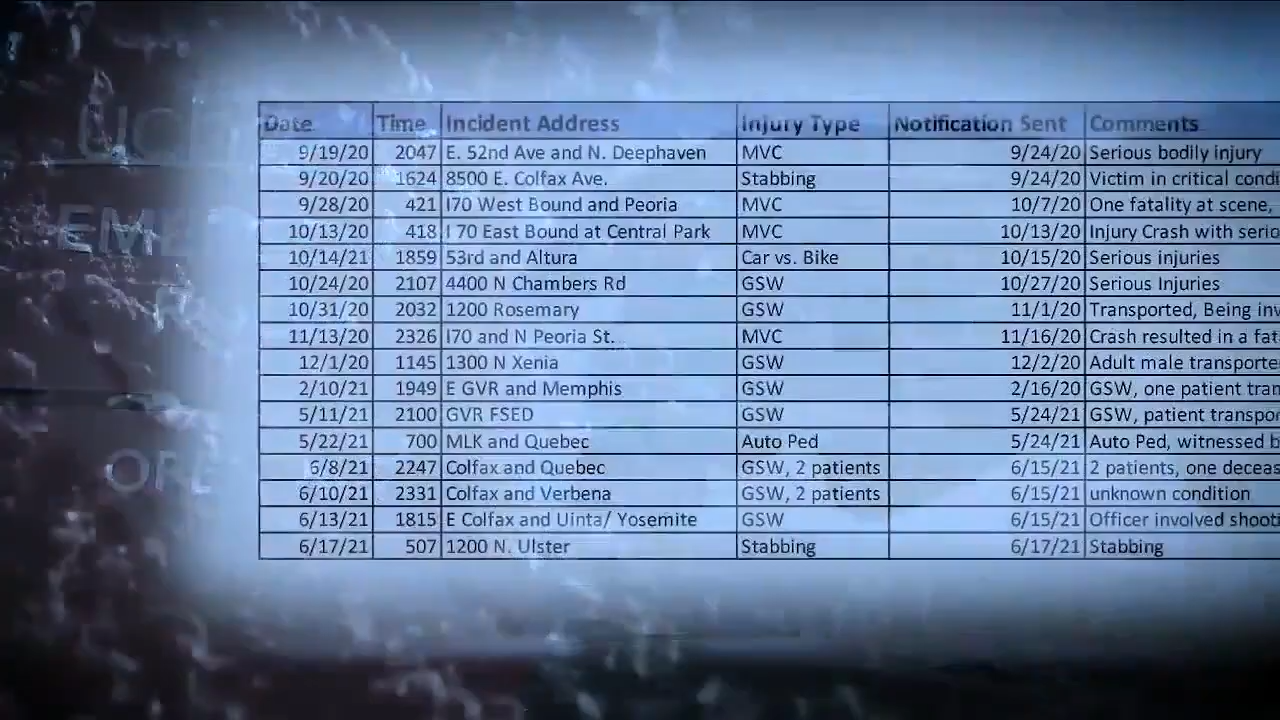 UCH
EME
Date Time Incident Address Injury Type Notification Sent Comments
9/19/20 2047 E. 52nd Ave and N. Deephaven MVC 9/24/20 Serious bodily injury
9/20/20 1624 8500 E. Colfax Ave. Stabbing 9/24/20 Victim in critical condi
9/28/20 421 I70 West Bound and Peoria MVC 10/7/20 One fatality at scene,
10/13/20 418 I 70 East Bound at Central Park MVC 10/13/20 Injury Crash with serio
10/14/21 1859 53rd and Altura Car vs. Bike 10/15/20 Serious injuries
10/24/20 2107 4400 N Chambers Rd GSW 10/27/20 Serious Injuries
10/31/20 2032 1200 Rosemary GSW 11/1/20 Transported, Being inv
11/13/20 2326 I70 and N Peoria St. MVC 11/16/20 Crash resulted in a fat
12/1/20 1145 1300 N Xenia GSW 12/2/20 Adult male transporte
2/10/21 1949 E GVR and Memphis GSW 2/16/20 GSW, one patient tran
5/11/21 2100 GVR FSED GSW 5/24/21 GSW, patient transpor
5/22/21 700 MLK and Quebec Auto Ped 5/24/21 Auto Ped, witnessed b
6/8/21 2247 Colfax and Quebec GSW, 2 patients 6/15/21 2 patients, one deceas
6/10/21 2331 Colfax and Verbena GSW, 2 patients 6/15/21 unknown condition
6/13/21 1815 E Colfax and Uinta/ Yosemite GSW 6/15/21 Officer involved shooti
6/17/21 507 1200 N. Ulster Stabbing 6/17/21 Stabbing
OPE